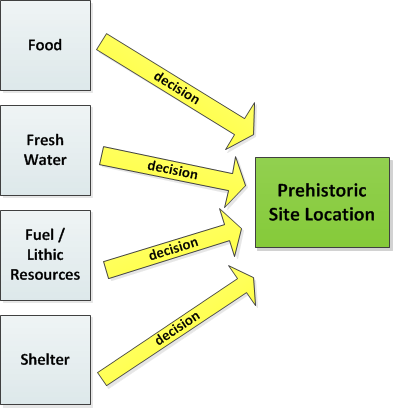 Food
decision
Fresh
Water
decision
Prehistoric
Site Location
Fuel /
Lithic
Resources
decision
Shelter
decision